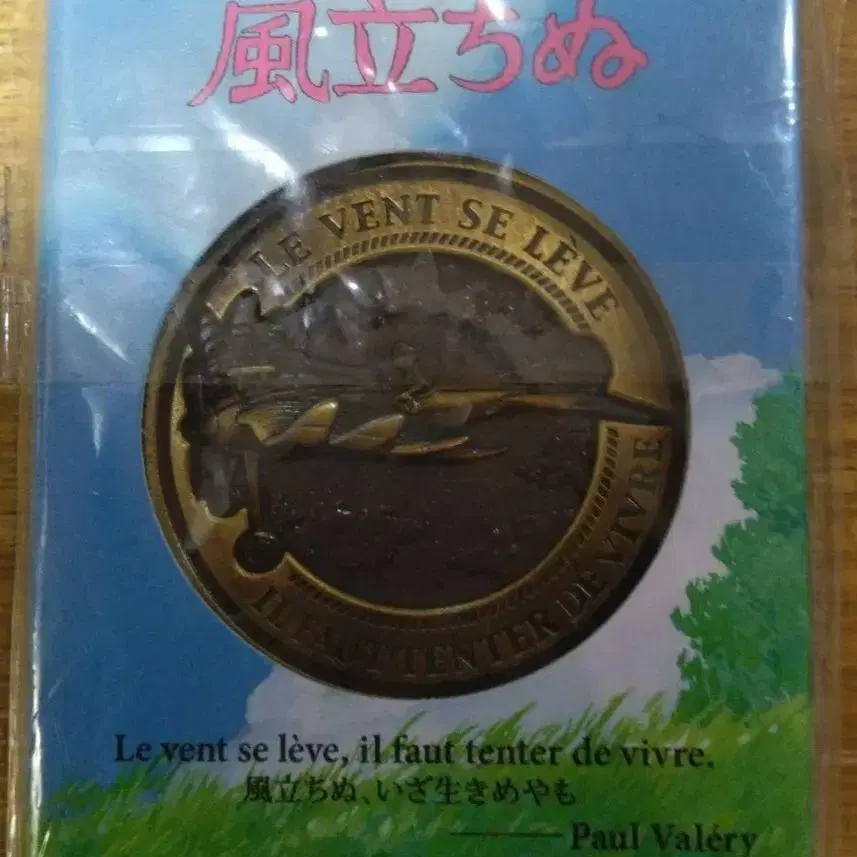 風立ちぬ
LE VENT SE LÈVE
IL FAUT TENTER DE VIVRE
Le vent se lève, il faut tenter de vivre.
風立ちぬ、いざ生きめやも
——— Paul Valéry